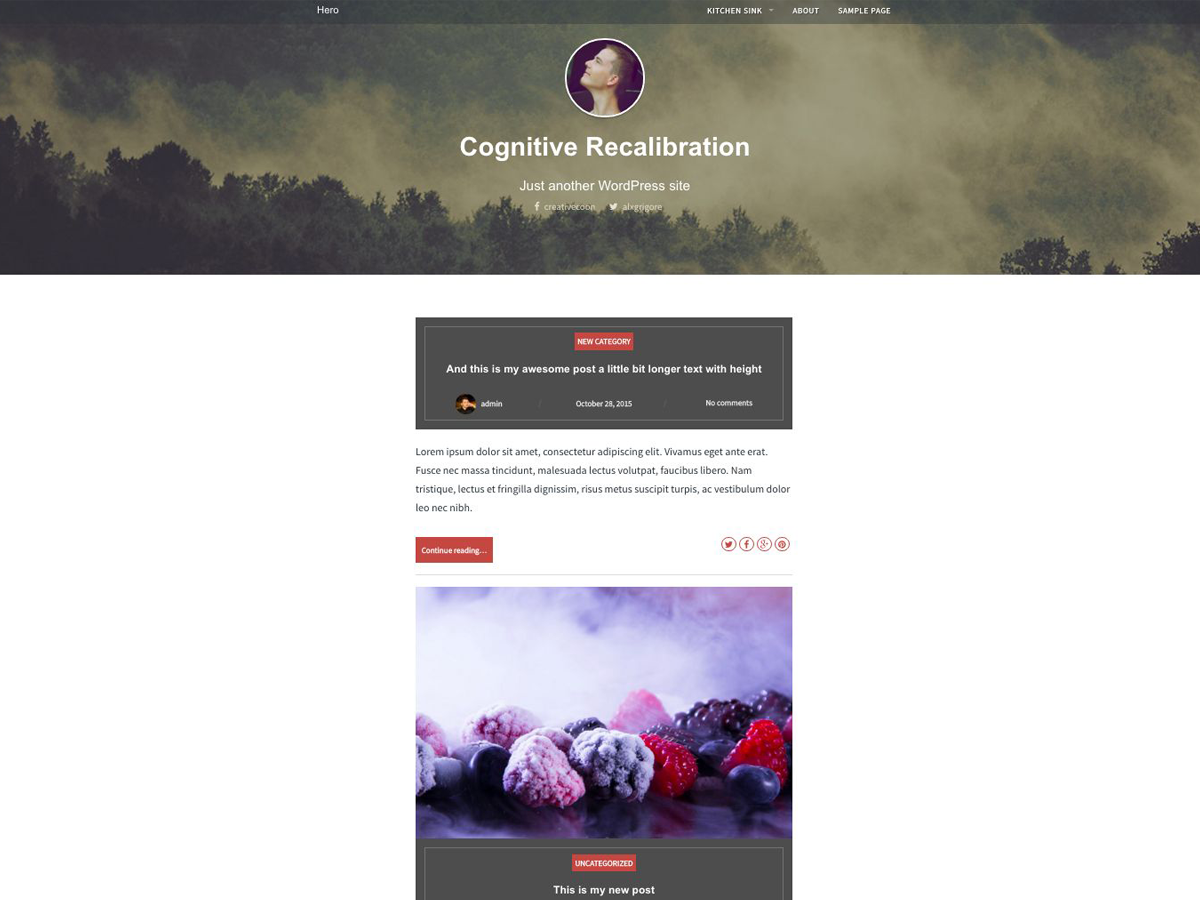 Hero
KITCHEN SINK
ABOUT
SAMPLE PAGE
Cognitive Recalibration
Just another WordPress site
creativecoon alxgrigore
NEW CATEGORY
And this is my awesome post a little bit longer text with height
admin / October 28, 2015 / No comments
Lorem ipsum dolor sit amet, consectetur adipiscing elit. Vivamus eget ante erat.
Fusce nec massa tincidunt, malesuada lectus volutpat, faucibus libero. Nam
tristique, lectus et fringilla dignissim, risus metus suscipit turpis, ac vestibulum dolor
leo nec nibh.
Continue reading...
UNCATEGORIZED
This is my new post